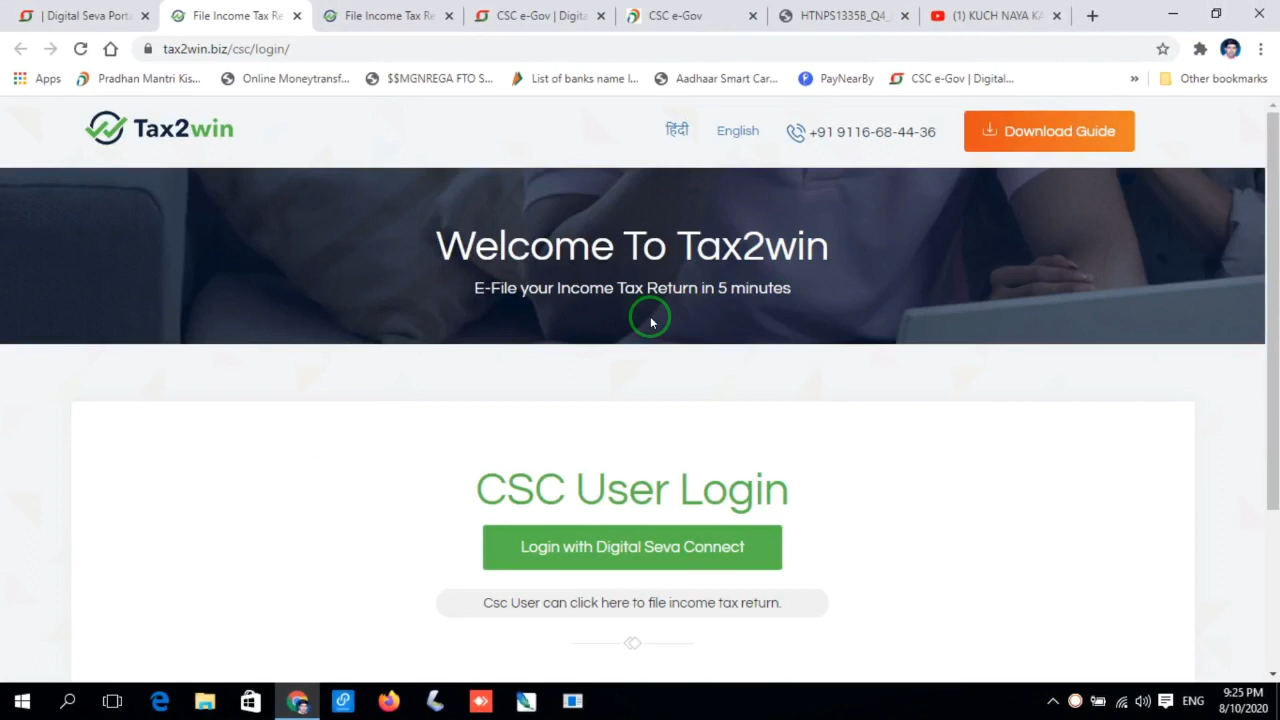 | Digital Seva Porta
File Income Tax Re
File Income Tax Re
CSC e-Gov | Digita
CSC e-Gov
HTNPS1335B_Q4_
(1) KUCH NAYA KA
tax2win.biz/csc/login/
Apps
Pradhan Mantri Kis...
Online Moneytransf...
$$MGNREGA FTO S...
List of banks name I...
Aadhaar Smart Car...
PayNearBy
CSC e-Gov | Digital...
»
Other bookmarks
Tax2win
हिंदी
English
+91 9116-68-44-36
Download Guide
Welcome To Tax2win
E-File your Income Tax Return in 5 minutes
CSC User Login
Login with Digital Seva Connect
Csc User can click here to file income tax return.
ENG
9:25 PM
8/10/2020